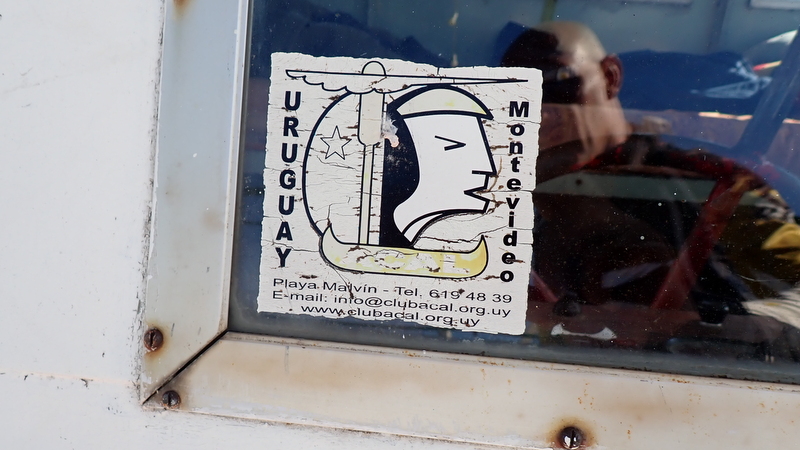 URUGUAY
Montevideo
Playa Malvín - Tel. 619 48 39
E-mail: info@clubacal.org.uy
www.clubacal.org.uy